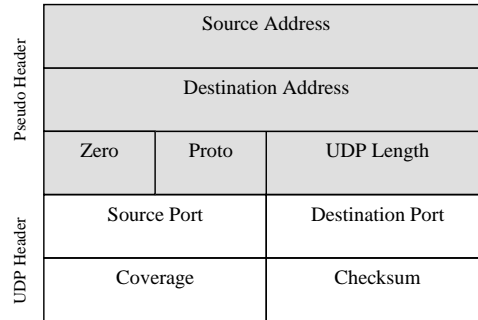 Pseudo Header
Source Address
Destination Address
Zero
Proto
UDP Length
UDP Header
Source Port
Destination Port
Coverage
Checksum